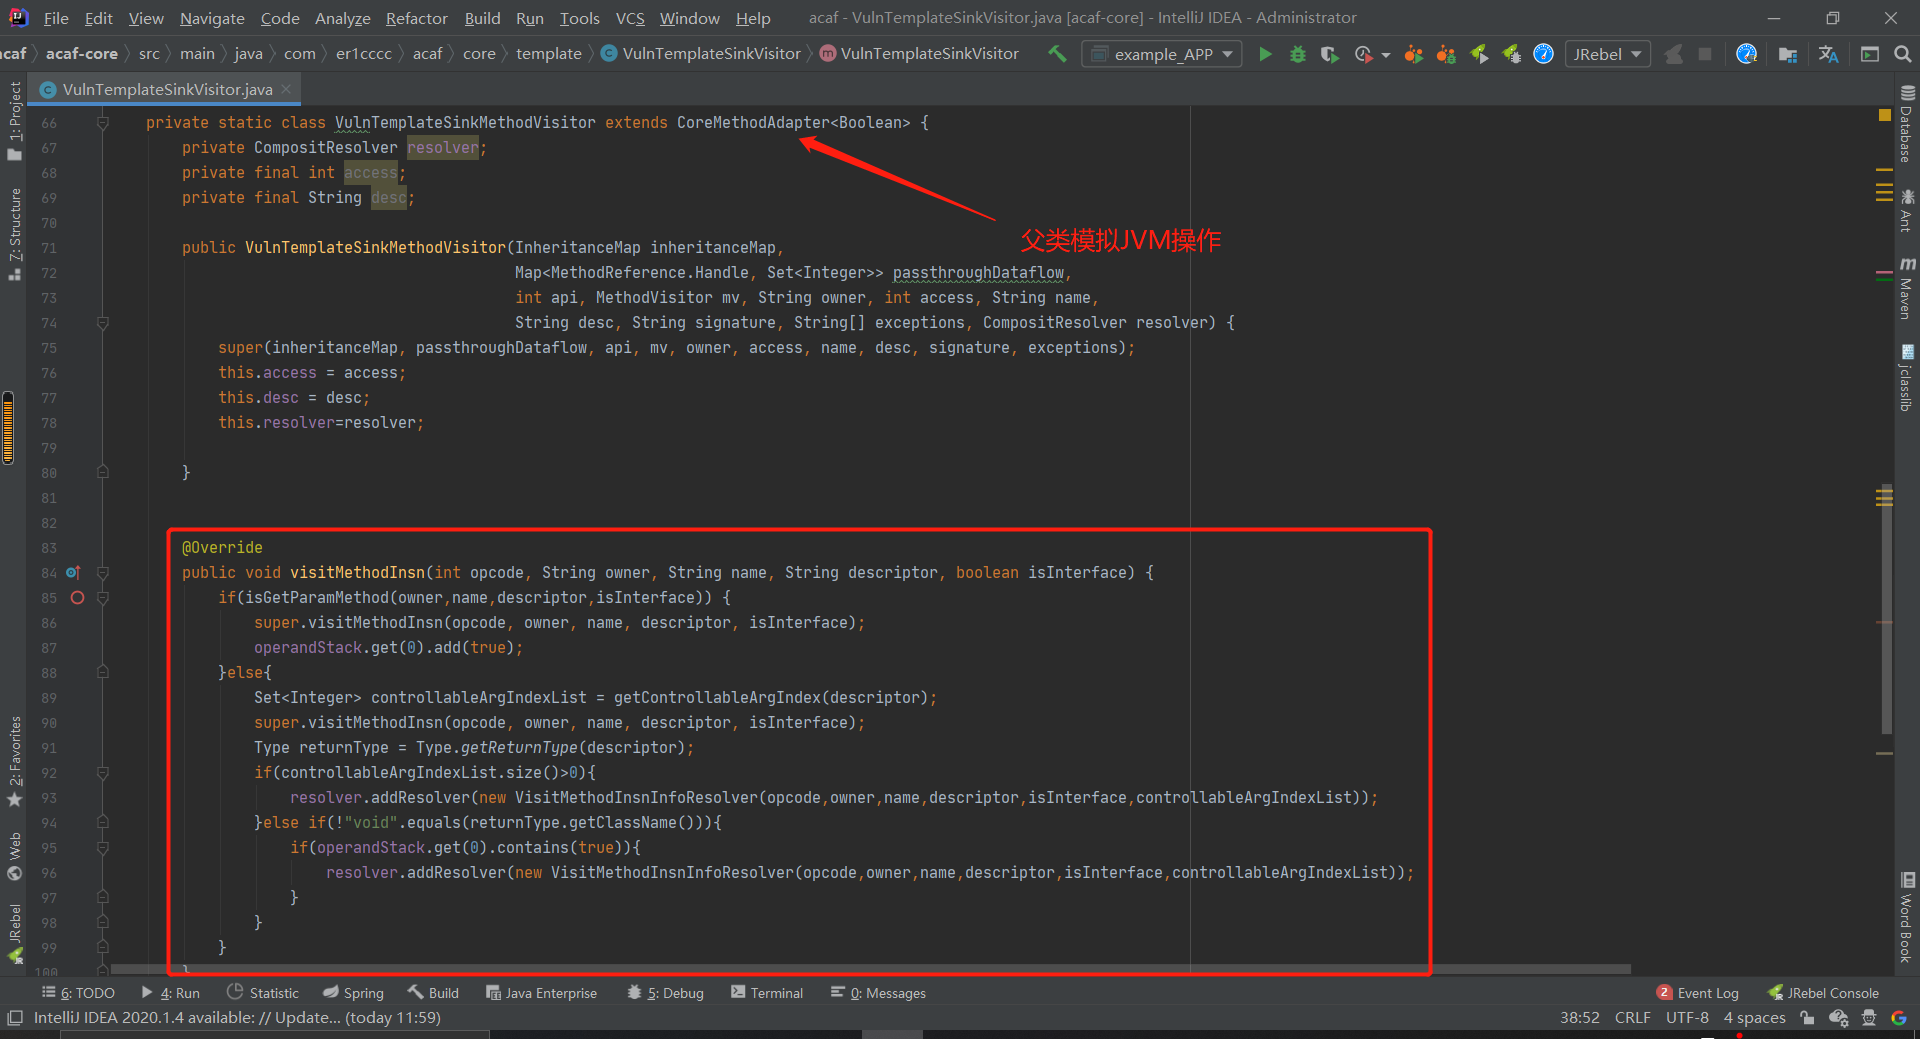 File Edit View Navigate Code Analyze Refactor Build Run Tools VCS Window Help acaf - VulnTemplateSinkVisitor.java [acaf-core] - IntelliJ IDEA - Administrator
acaf acaf-core src main java com er1cccc acaf core template VulnTemplateSinkVisitor VulnTemplateSinkVisitor example_APP JRebel
VulnTemplateSinkVisitor.java
1: Project
7: Structure
2: Favorites
Web
JRebel
66 private static class VulnTemplateSinkMethodVisitor extends CoreMethodAdapter<Boolean> {
67 private CompositResolver resolver;
68 private final int access;
69 private final String desc;
70
父类模拟JVM操作
71 public VulnTemplateSinkMethodVisitor(InheritanceMap inheritanceMap,
72 Map<MethodReference.Handle, Set<Integer>> passthroughDataflow,
73 int api, MethodVisitor mv, String owner, int access, String name,
74 String desc, String signature, String[] exceptions, CompositResolver resolver) {
75 super(inheritanceMap, passthroughDataflow, api, mv, owner, access, name, desc, signature, exceptions);
76 this.access = access;
77 this.desc = desc;
78 this.resolver=resolver;
79
80 }
81
82
83 @Override
84 public void visitMethodInsn(int opcode, String owner, String name, String descriptor, boolean isInterface) {
85 if(isGetParamMethod(owner,name,descriptor,isInterface)) {
86 super.visitMethodInsn(opcode, owner, name, descriptor, isInterface);
87 operandStack.get(0).add(true);
88 }else{
89 Set<Integer> controllableArgIndexList = getControllableArgIndex(descriptor);
90 super.visitMethodInsn(opcode, owner, name, descriptor, isInterface);
91 Type returnType = Type.getReturnType(descriptor);
92 if(controllableArgIndexList.size()>0){
93 resolver.addResolver(new VisitMethodInsnInfoResolver(opcode,owner,name,descriptor,isInterface,controllableArgIndexList));
94 }else if(!"void".equals(returnType.getClassName())){
95 if(operandStack.get(0).contains(true)){
96 resolver.addResolver(new VisitMethodInsnInfoResolver(opcode,owner,name,descriptor,isInterface,controllableArgIndexList));
97 }
98 }
99 }
100 }
Database
Ant
Maven
jclasslib
Word Book
6: TODO 4: Run Statistic Spring Build Java Enterprise 5: Debug Terminal 0: Messages 2 Event Log JRebel Console
IntelliJ IDEA 2020.1.4 available: // Update... (today 11:59) 38:52 CRLF UTF-8 4 spaces